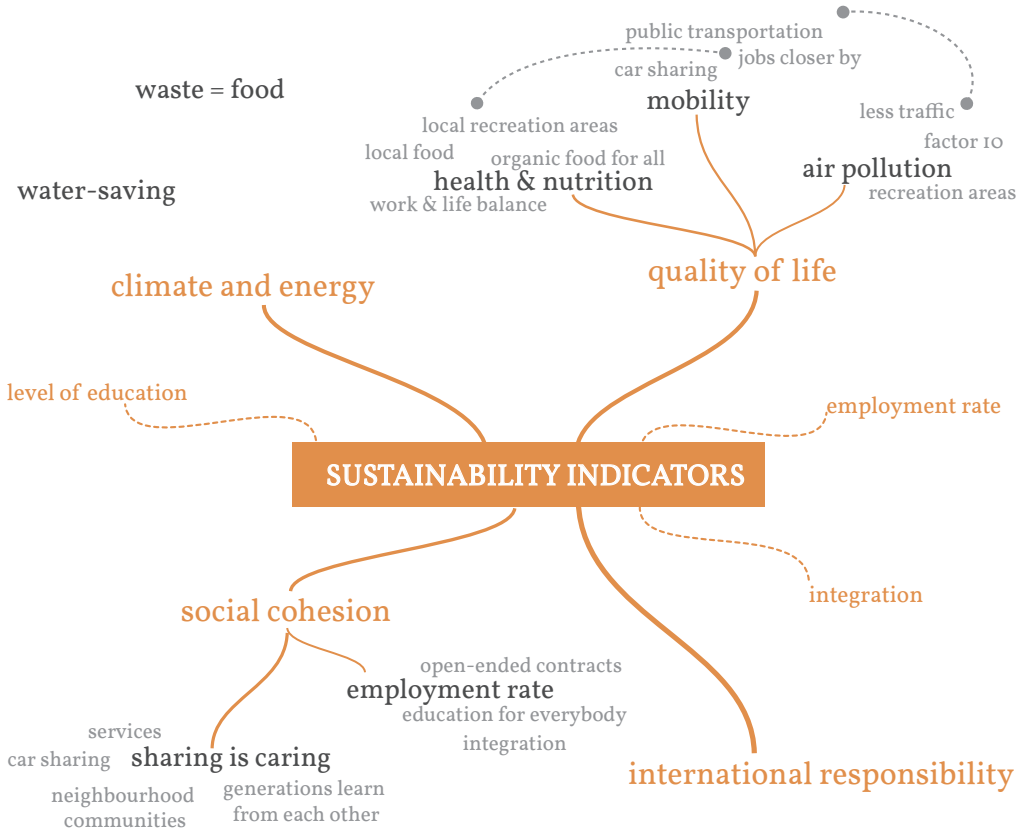 public transportation
jobs closer by
car sharing
waste = food
mobility
less traffic
local recreation areas
factor 10
local food
organic food for all
air pollution
health & nutrition
water-saving
recreation areas
work & life balance
quality of life
climate and energy
level of education
employment rate
SUSTAINABILITY INDICATORS
integration
social cohesion
open-ended contracts
employment rate
education for everybody
integration
services
car sharing
sharing is caring
international responsibility
neighbourhood
communities
generations learn
from each other